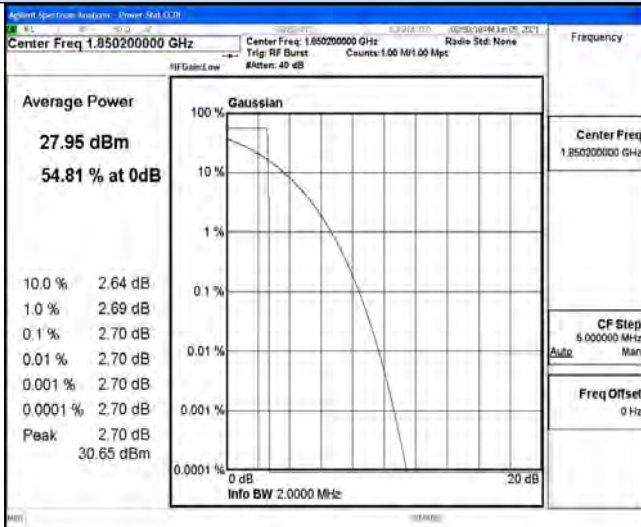 Agilent Spectrum Analyzer - Power Stat CCDF
Center Freq 1.850200000 GHz
Center Freq: 1.850200000 GHz
Radio Std: None
Trig: RF Burst
Counts:1.00 M/1.00 Mpt
#IFGain:Low
#Atten: 40 dB
Frequency
Average Power
27.95 dBm
54.81 % at 0dB
10.0 % 2.64 dB
1.0 % 2.69 dB
0.1 % 2.70 dB
0.01 % 2.70 dB
0.001 % 2.70 dB
0.0001 % 2.70 dB
Peak 2.70 dB
30.65 dBm
Gaussian
100 %
10 %
1 %
0.1 %
0.01 %
0.001 %
0.0001 %
0 dB
20 dB
Info BW 2.0000 MHz
Center Freq
1.850200000 GHz
CF Step
5.000000 MHz
Auto Man
Freq Offset
0 Hz